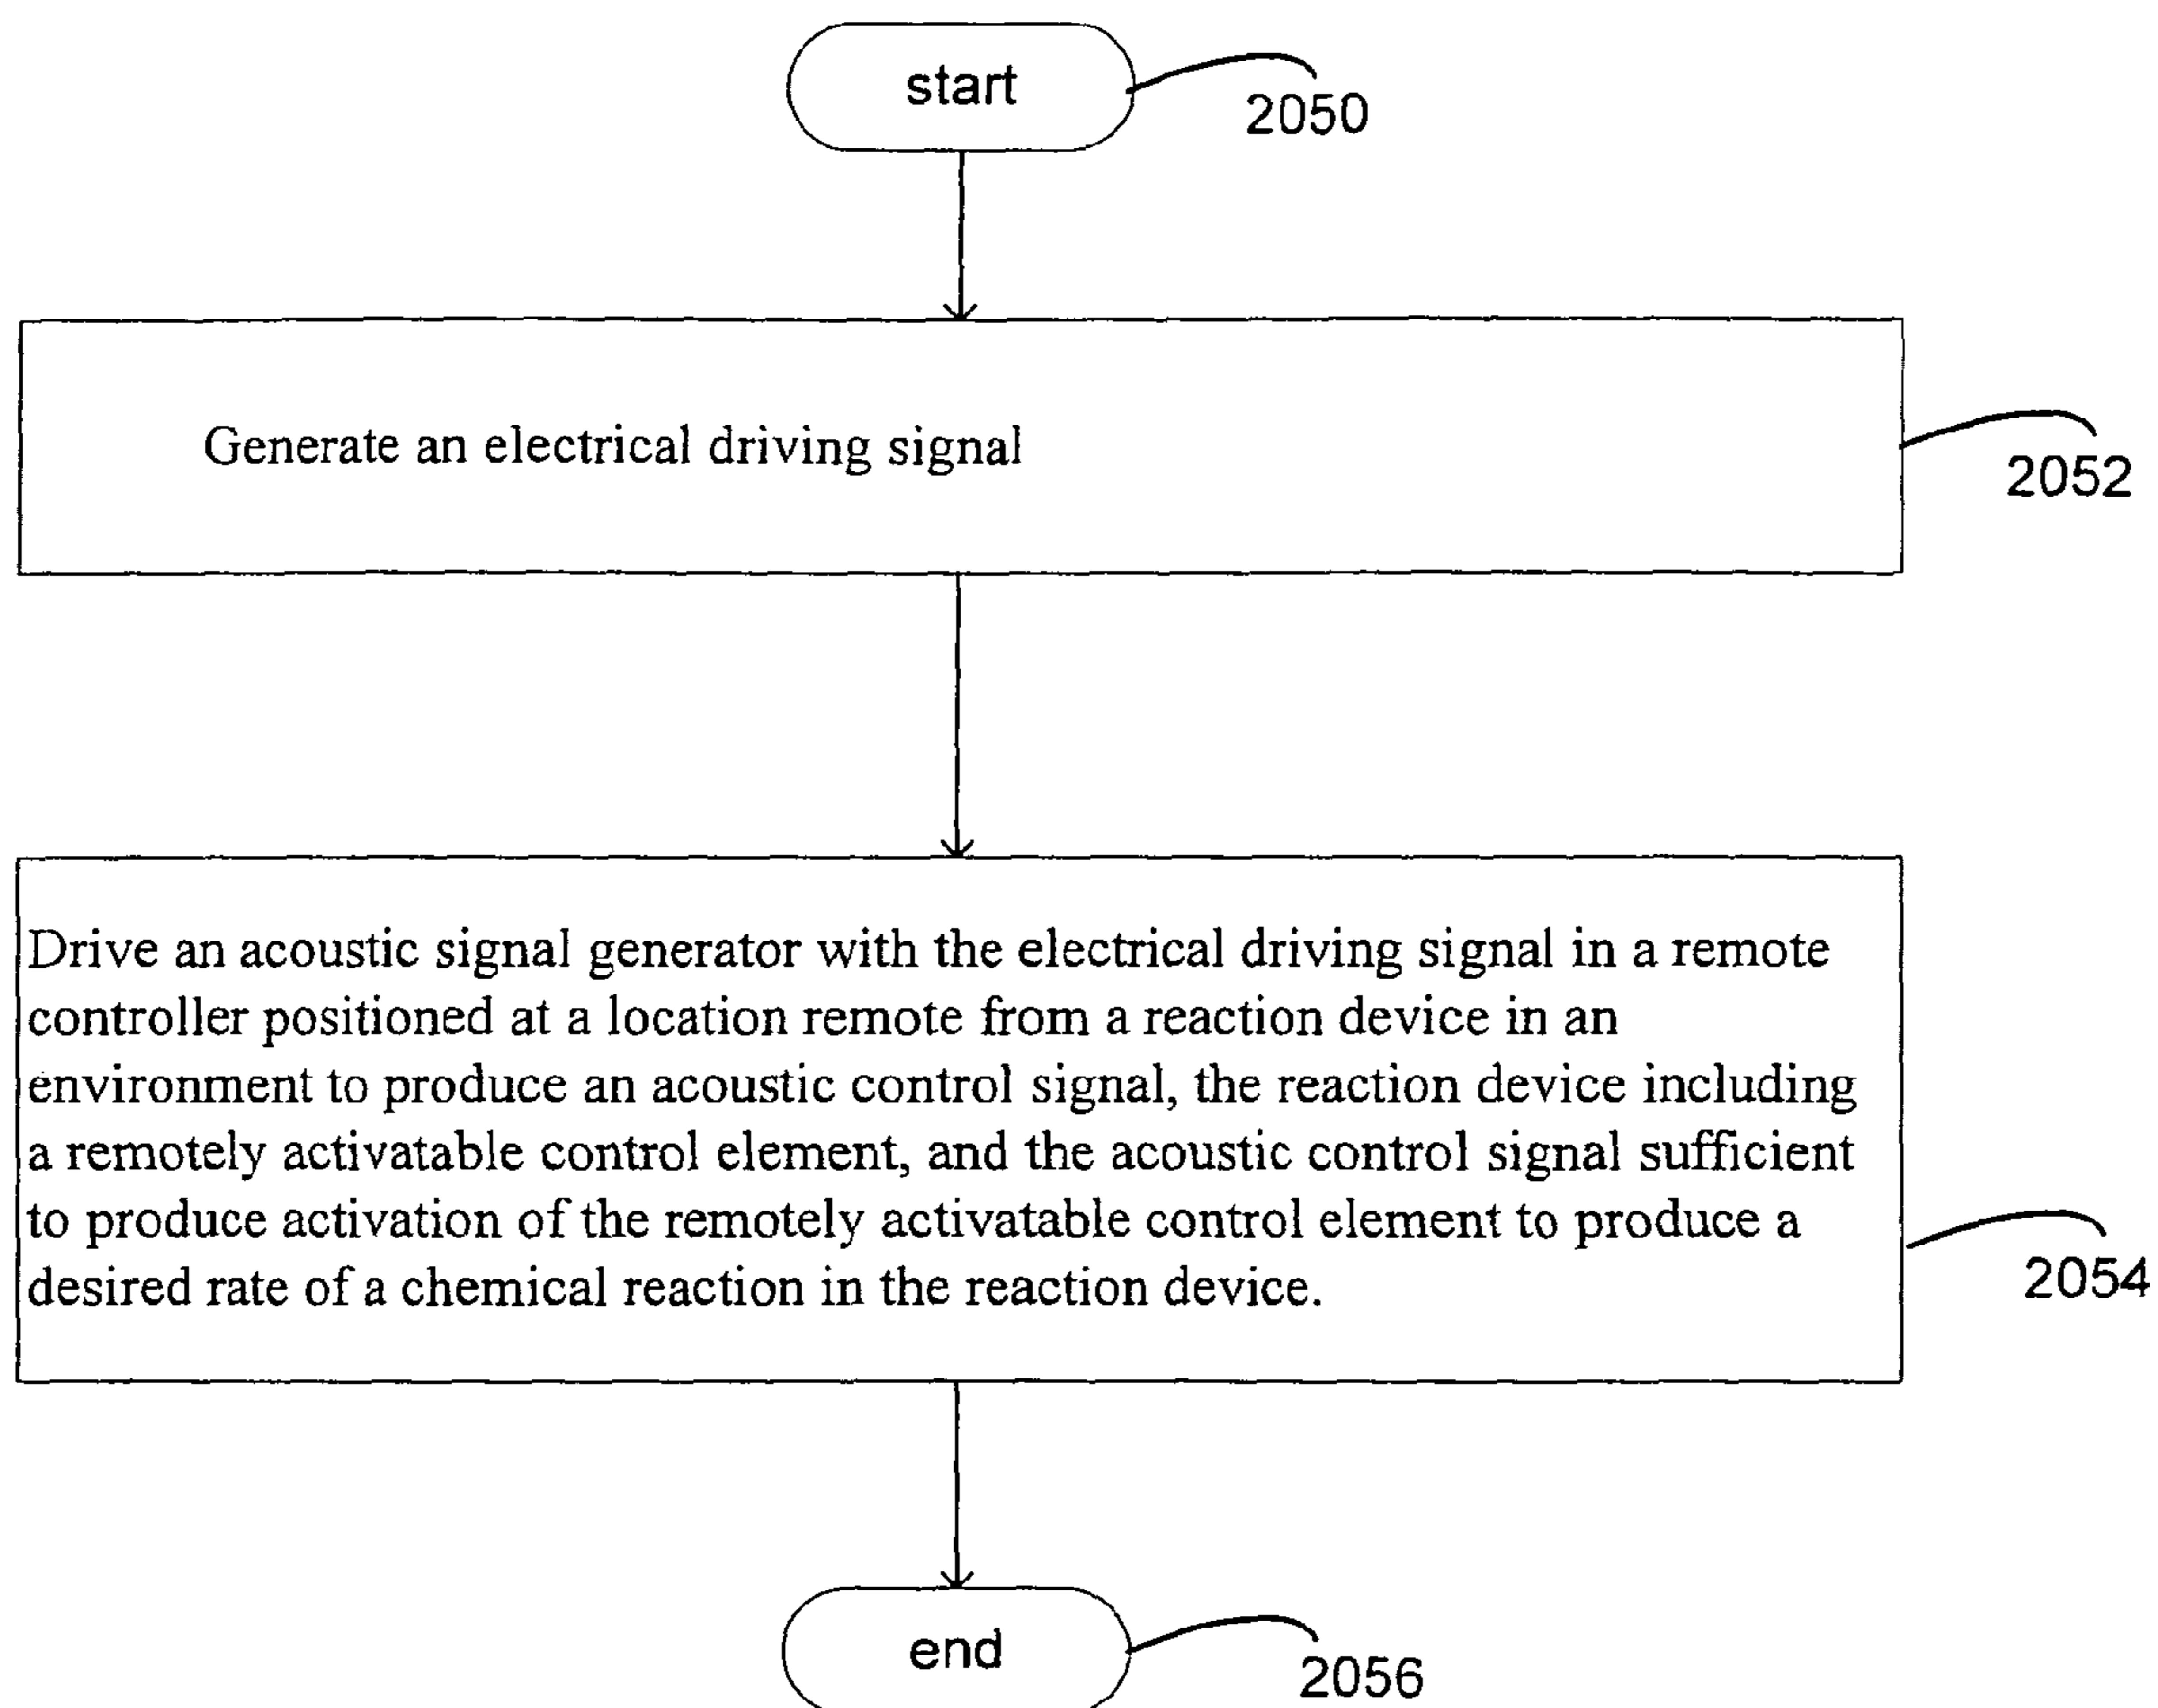 start
2050
Generate an electrical driving signal
2052
Drive an acoustic signal generator with the electrical driving signal in a remote
controller positioned at a location remote from a reaction device in an
environment to produce an acoustic control signal, the reaction device including
a remotely activatable control element, and the acoustic control signal sufficient
to produce activation of the remotely activatable control element to produce a
desired rate of a chemical reaction in the reaction device.
2054
end
2056